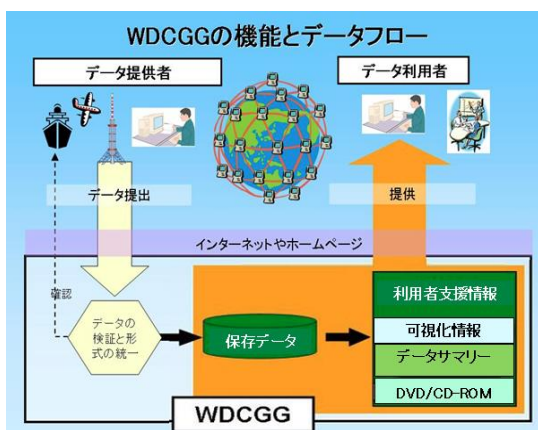 WDCGGの機能とデータフロー
データ提供者
データ利用者
データ提出
提供
インターネットやホームページ
確認
データの
検証と形
式の統一
保存データ
利用者支援情報
可視化情報
データサマリー
DVD/CD-ROM
WDCGG